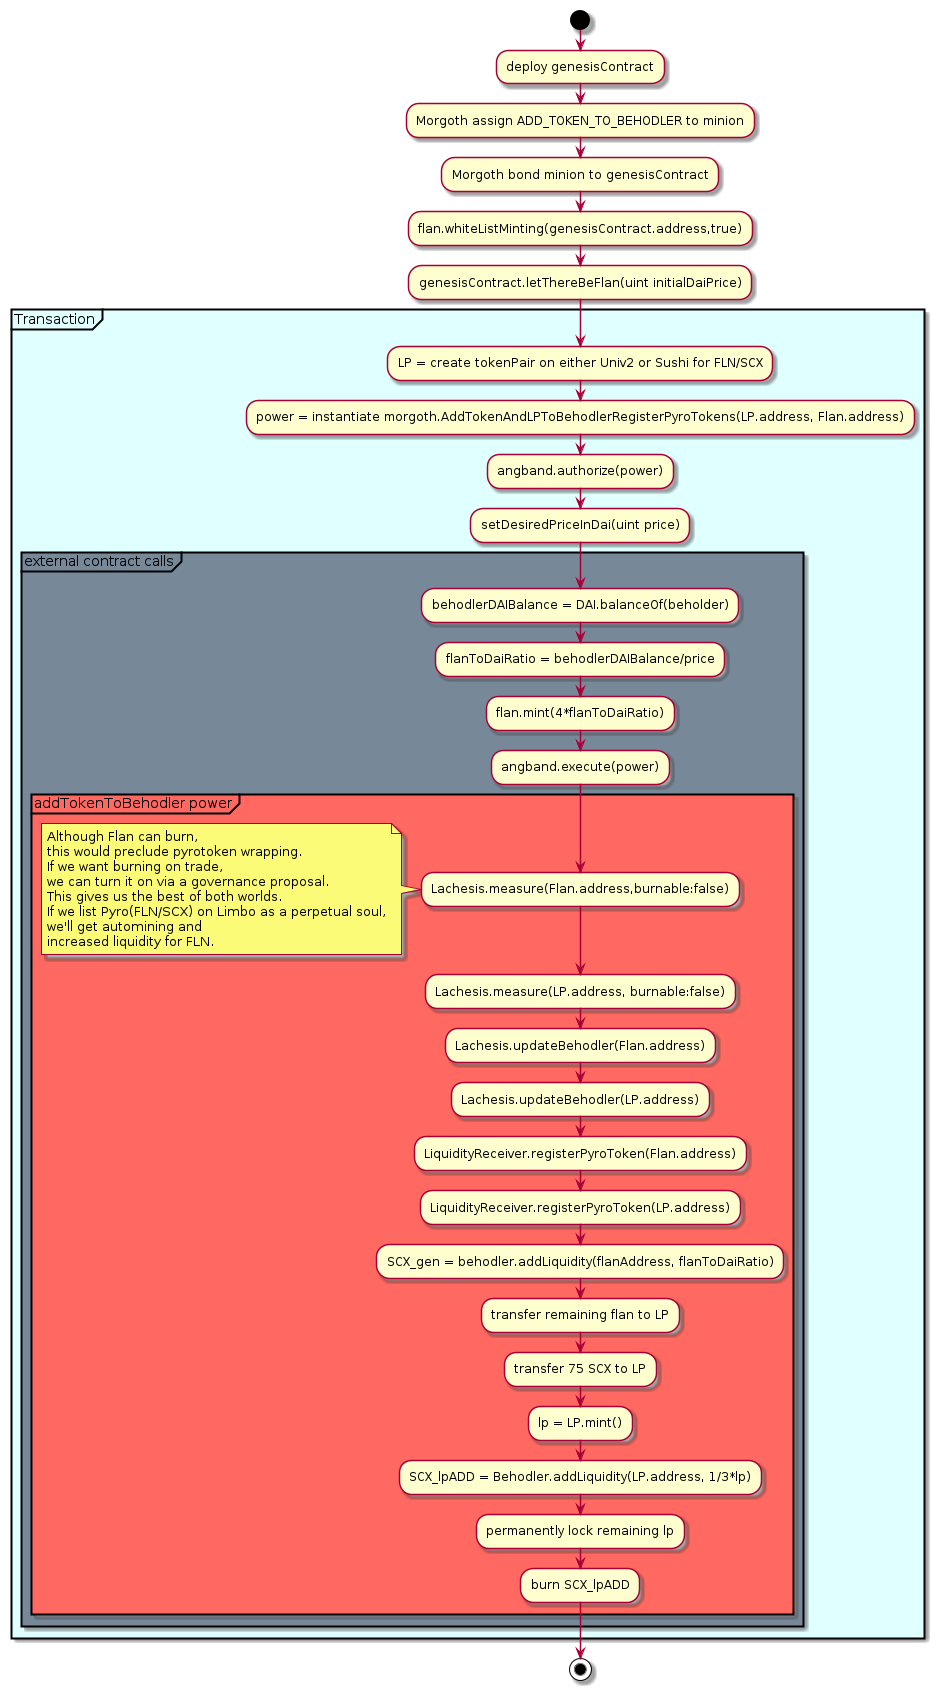 deploy genesisContract
Morgoth assign ADD_TOKEN_TO_BEHODLER to minion
Morgoth bond minion to genesisContract
flan.whiteListMinting(genesisContract.address,true)
genesisContract.letThereBeFlan(uint initialDaiPrice)
Transaction
LP = create tokenPair on either Univ2 or Sushi for FLN/SCX
power = instantiate morgoth.AddTokenAndLPToBehodlerRegisterPyroTokens(LP.address, Flan.address)
angband.authorize(power)
setDesiredPriceInDai(uint price)
external contract calls
behodlerDAIBalance = DAI.balanceOf(beholder)
flanToDaiRatio = behodlerDAIBalance/price
flan.mint(4*flanToDaiRatio)
angband.execute(power)
addTokenToBehodler power
Although Flan can burn,
this would preclude pyrotoken wrapping.
If we want burning on trade,
we can turn it on via a governance proposal.
This gives us the best of both worlds.
If we list Pyro(FLN/SCX) on Limbo as a perpetual soul,
we'll get automining and
increased liquidity for FLN.
Lachesis.measure(Flan.address,burnable:false)
Lachesis.measure(LP.address, burnable:false)
Lachesis.updateBehodler(Flan.address)
Lachesis.updateBehodler(LP.address)
LiquidityReceiver.registerPyroToken(Flan.address)
LiquidityReceiver.registerPyroToken(LP.address)
SCX_gen = behodler.addLiquidity(flanAddress, flanToDaiRatio)
transfer remaining flan to LP
transfer 75 SCX to LP
lp = LP.mint()
SCX_lpADD = Behodler.addLiquidity(LP.address, 1/3*lp)
permanently lock remaining lp
burn SCX_lpADD